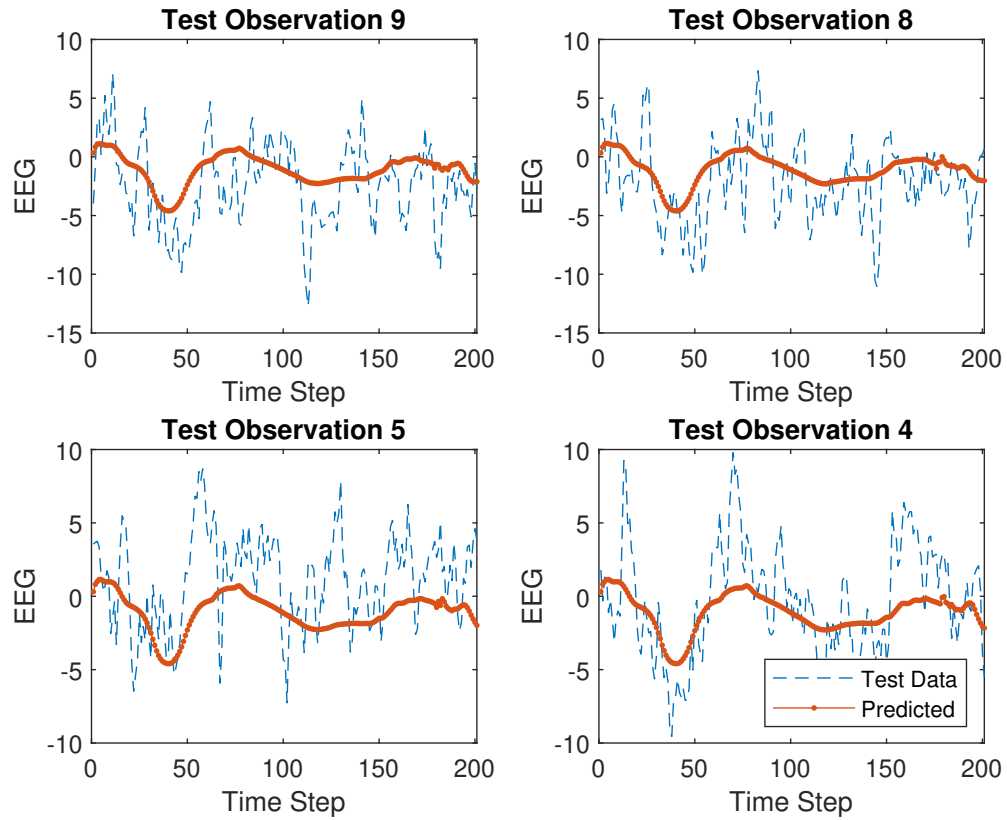 Test Observation 9
10
5
0
-5
-10
-15
EEG
0 50 100 150 200
Time Step
Test Observation 8
10
5
0
-5
-10
-15
EEG
0 50 100 150 200
Time Step
Test Observation 5
10
5
0
-5
-10
EEG
0 50 100 150 200
Time Step
Test Observation 4
10
5
0
-5
-10
EEG
Test Data
Predicted
0 50 100 150 200
Time Step